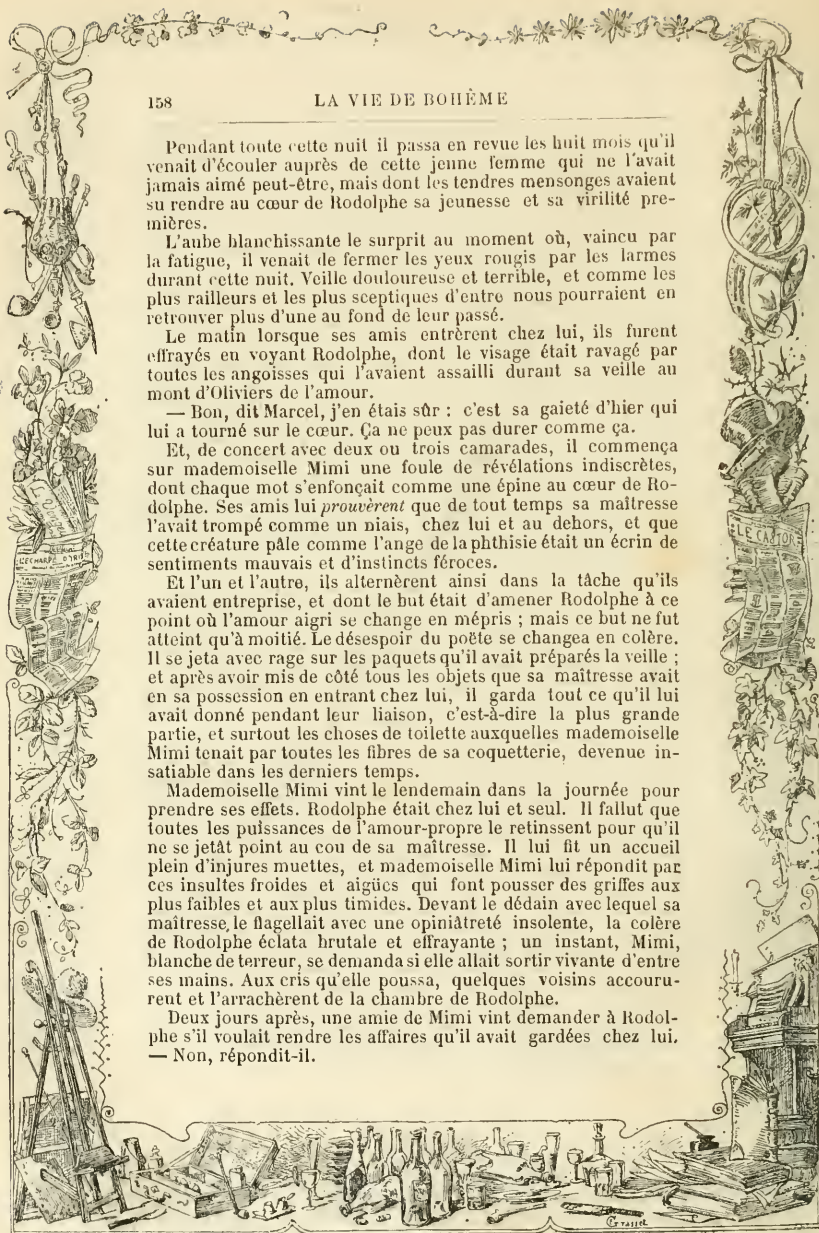 158 LA VIE DE BOHÈME
Pendant toute cette nuit il passa en revue les huit mois qu'il
venait d'écouler auprès de cette jeune femme qui ne l'avait
jamais aimé peut-être, mais dont les tendres mensonges avaient
su rendre au cœur de Rodolphe sa jeunesse et sa virilité pre-
mières.
L'aube blanchissante le surprit au moment où, vaincu par
la fatigue, il venait de fermer les yeux rougis par les larmes
durant cette nuit. Veille douloureuse et terrible, et comme les
plus railleurs et les plus sceptiques d'entre nous pourraient en
retrouver plus d'une au fond de leur passé.
Le matin lorsque ses amis entrèrent chez lui, ils furent
effrayés en voyant Rodolphe, dont le visage était ravagé par
toutes les angoisses qui l'avaient assailli durant sa veille au
mont d'Oliviers de l'amour.
— Bon, dit Marcel, j'en étais sûr : c'est sa gaieté d'hier qui
lui a tourné sur le cœur. Ça ne peux pas durer comme ça.
Et, de concert avec deux ou trois camarades, il commença
sur mademoiselle Mimi une foule de révélations indiscrètes,
dont chaque mot s'enfonçait comme une épine au cœur de Ro-
dolphe. Ses amis lui prouvèrent que de tout temps sa maîtresse
l'avait trompé comme un niais, chez lui et au dehors, et que
cette créature pâle comme l'ange de la phthisie était un écrin de
sentiments mauvais et d'instincts féroces.
Et l'un et l'autre, ils alternèrent ainsi dans la tâche qu'ils
avaient entreprise, et dont le but était d'amener Rodolphe à ce
point où l'amour aigri se change en mépris ; mais ce but ne fut
atteint qu'à moitié. Le désespoir du poëte se changea en colère.
Il se jeta avec rage sur les paquets qu'il avait préparés la veille ;
et après avoir mis de côté tous les objets que sa maîtresse avait
en sa possession en entrant chez lui, il garda tout ce qu'il lui
avait donné pendant leur liaison, c'est-à-dire la plus grande
partie, et surtout les choses de toilette auxquelles mademoiselle
Mimi tenait par toutes les fibres de sa coquetterie, devenue in-
satiable dans les derniers temps.
Mademoiselle Mimi vint le lendemain dans la journée pour
prendre ses effets. Rodolphe était chez lui et seul. Il fallut que
toutes les puissances de l'amour-propre le retinssent pour qu'il
ne se jetât point au cou de sa maîtresse. Il lui fit un accueil
plein d'injures muettes, et mademoiselle Mimi lui répondit par
ces insultes froides et aigües qui font pousser des griffes aux
plus faibles et aux plus timides. Devant le dédain avec lequel sa
maîtresse le flagellait avec une opiniâtreté insolente, la colère
de Rodolphe éclata brutale et effrayante ; un instant, Mimi,
blanche de terreur, se demanda si elle allait sortir vivante d'entre
ses mains. Aux cris qu'elle poussa, quelques voisins accouru-
rent et l'arrachèrent de la chambre de Rodolphe.
Deux jours après, une amie de Mimi vint demander à Rodol-
phe s'il voulait rendre les affaires qu'il avait gardées chez lui.
— Non, répondit-il.
L'ÉCHARPE D'IRIS
LE CASTOR